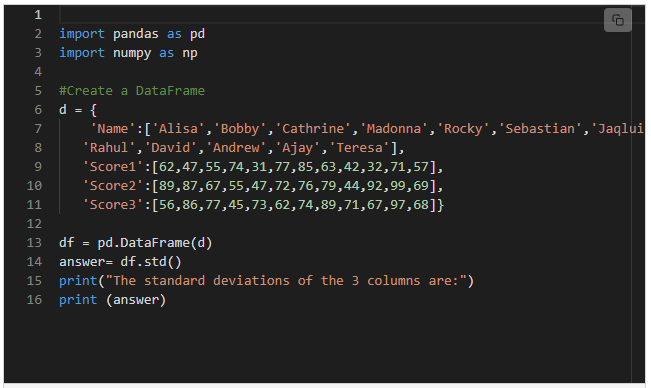 1
2 import pandas as pd
3 import numpy as np
4
5 #Create a DataFrame
6 d = {
7     'Name':['Alisa','Bobby','Cathrine','Madonna','Rocky','Sebastian','Jaqlui
8    'Rahul','David','Andrew','Ajay','Teresa'],
9    'Score1':[62,47,55,74,31,77,85,63,42,32,71,57],
10    'Score2':[89,87,67,55,47,72,76,79,44,92,99,69],
11    'Score3':[56,86,77,45,73,62,74,89,71,67,97,68]}
12
13 df = pd.DataFrame(d)
14 answer= df.std()
15 print("The standard deviations of the 3 columns are:")
16 print (answer)